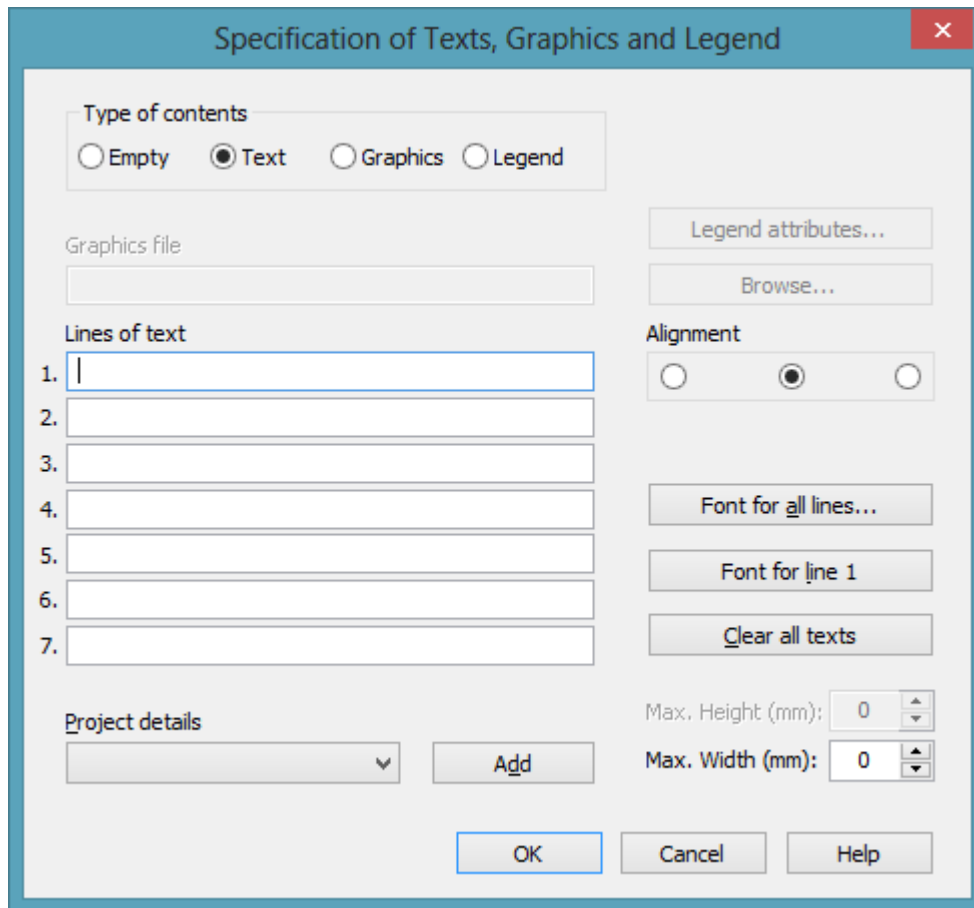 Specification of Texts, Graphics and Legend
Type of contents
Empty Text Graphics Legend
Graphics file
Legend attributes...
Browse...
Lines of text
Alignment
1.
2.
3.
4.
5.
6.
7.
Font for all lines...
Font for line 1
Clear all texts
Project details
Add
Max. Height (mm): 0
Max. Width (mm): 0
OK Cancel Help